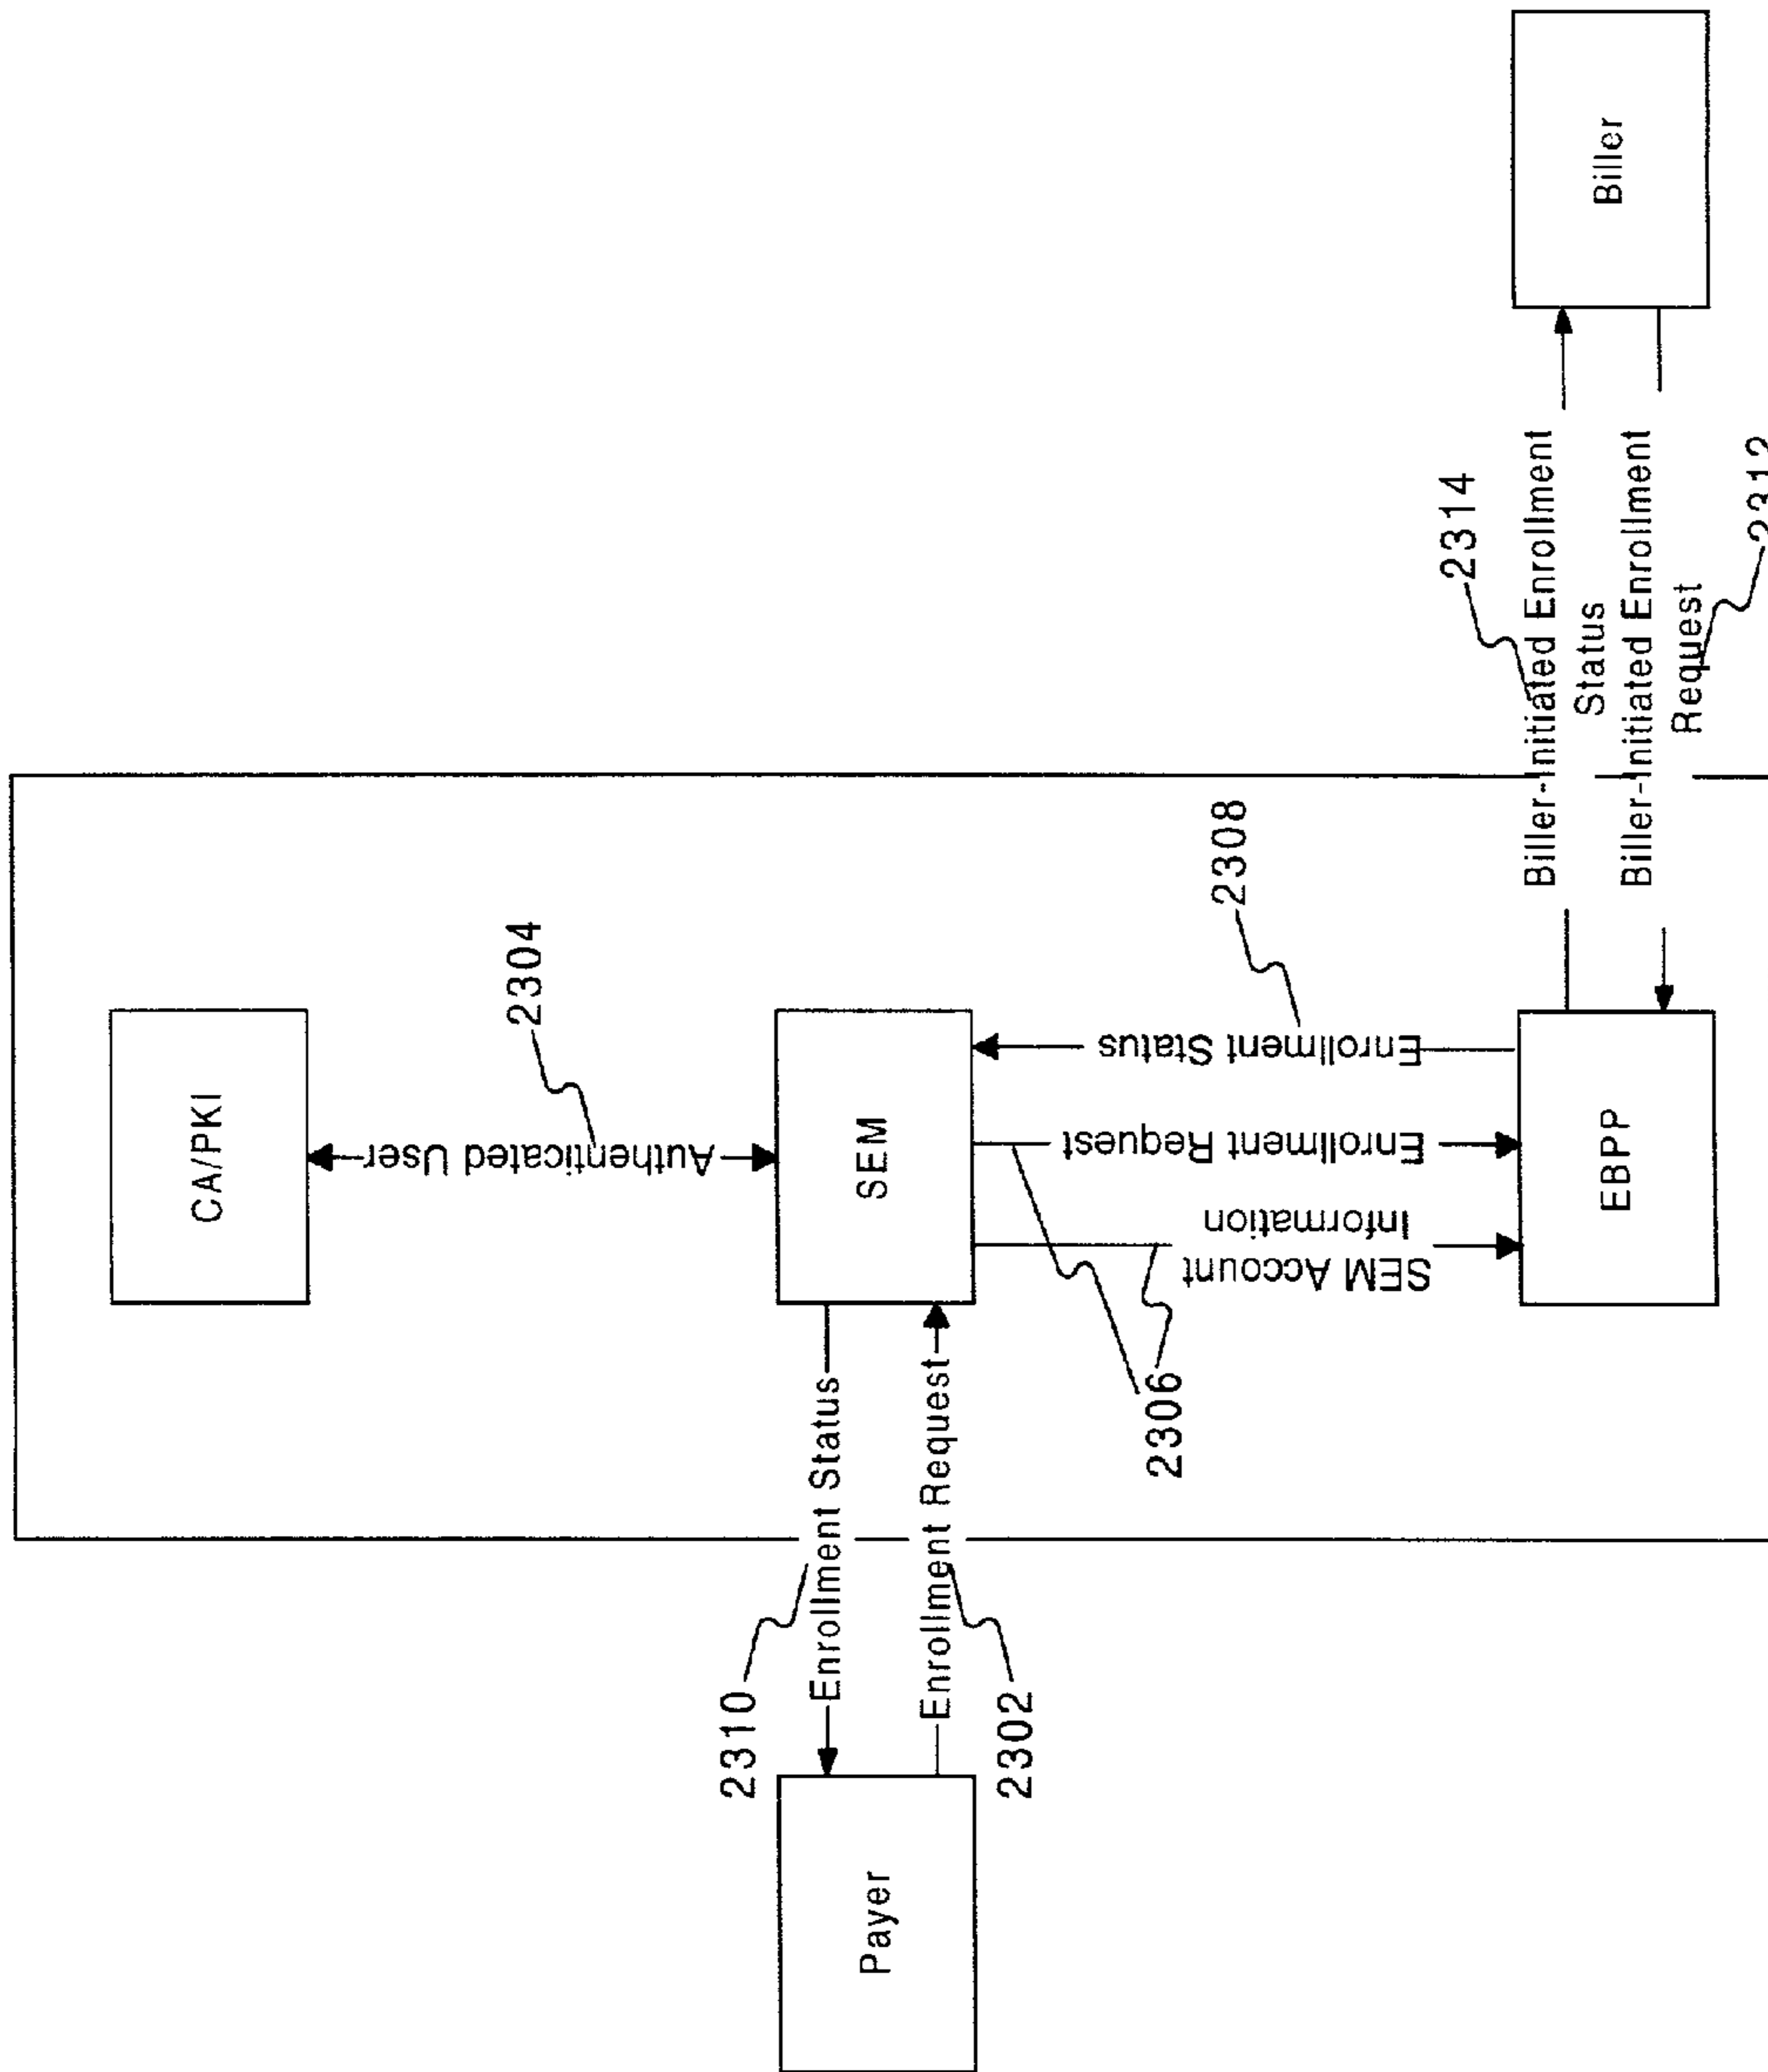 CA/PKI
2304
Authenticated User
2310
Enrollment Status
Payer
SEM
Enrollment Request
2302
2306
2308
SEM Account
Information
Enrollment Request
Enrollment Status
2314
Biller-Initiated Enrollment
Status
EBPP
Biller
Biller-Initiated Enrollment
Request
2312